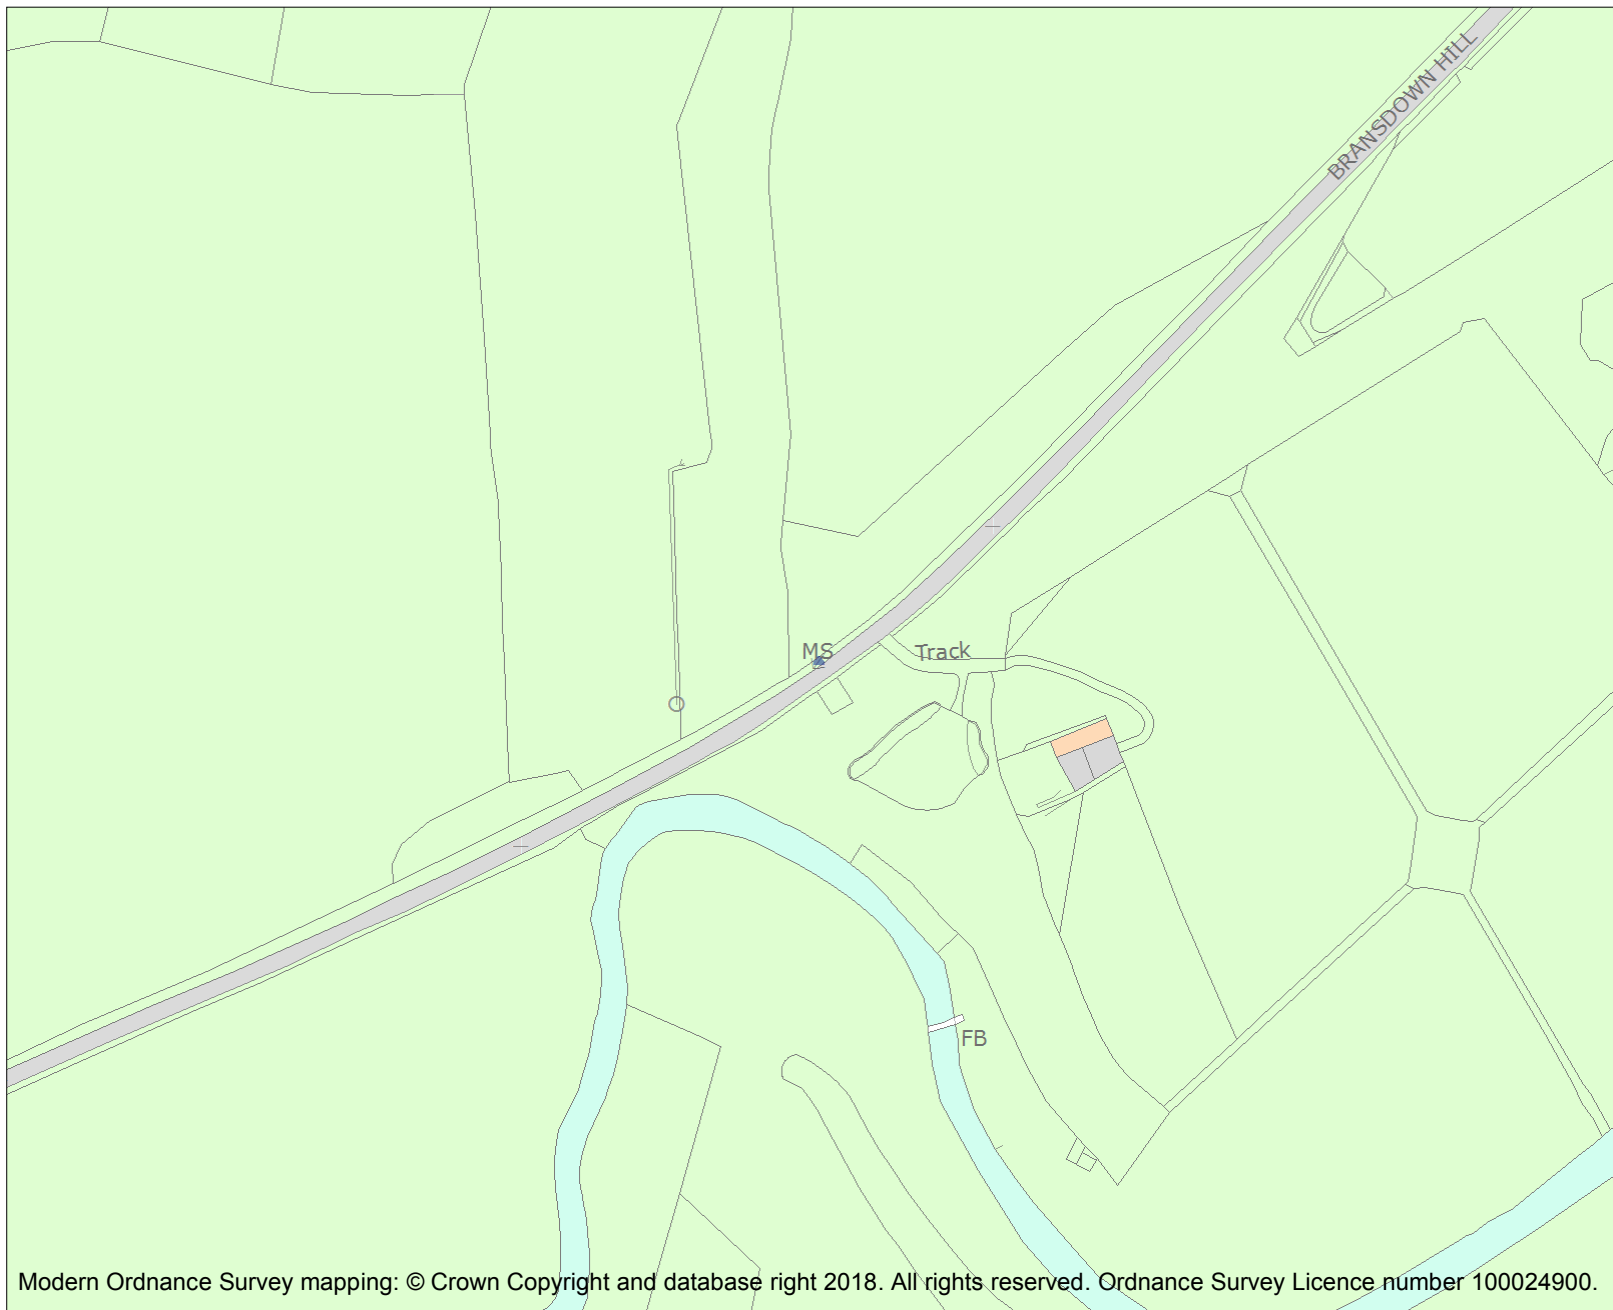 BRANSDOWN HILL
MS
Track
FB
Modern Ordnance Survey mapping: © Crown Copyright and database right 2018. All rights reserved. Ordnance Survey Licence number 100024900.